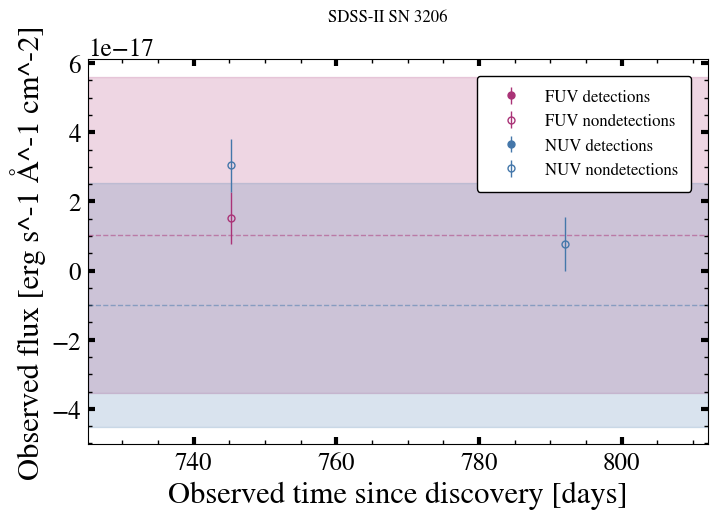 SDSS-II SN 3206
1e−17
6
4
2
0
−2
−4
Observed flux [erg s^-1 Å^-1 cm^-2]
FUV detections
FUV nondetections
NUV detections
NUV nondetections
740 760 780 800
Observed time since discovery [days]